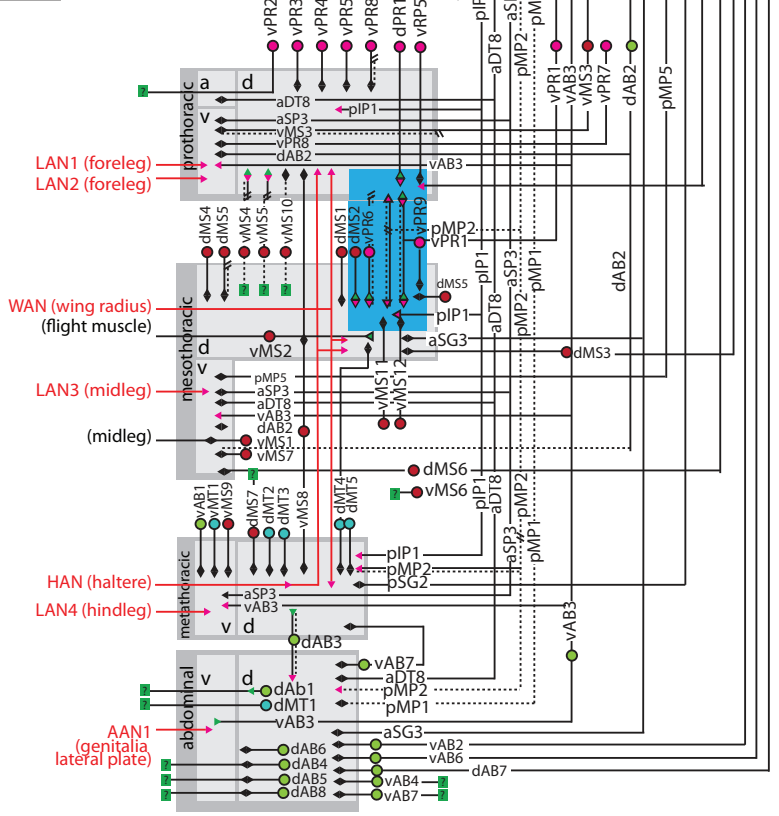 vPR2
vPR3
vPR4
vPR5
vPR8
dPR1
vRP5
pIP1
aDT8
pMP2
vPR1
vAB3
vMS3
vPR7
dAB2
pMP5
?
prothoracic
a
d
aDT8
pIP1
v
aSP3
vMS3
vPR8
dAB2
vAB3
LAN1 (foreleg)
LAN2 (foreleg)
dMS4
dMS5
vMS4
vMS5
vMS10
dMS1
dMS2
vPR6
vPR9
pMP2
vPR1
pIP1
aSP3
pMP1
dAB2
? ? ?
dMS5
aDT8
pMP2
mesothoracic
WAN (wing radius)
(flight muscle)
pIP1
aSG3
vMS2
dMS3
d
v
pMP5
aSP3
aDT8
vAB3
dAB2
vMS1
vMS7
LAN3 (midleg)
(midleg)
vMS11
vMS12
dMS6
?
? vMS6
vAB1
vMT1
vMS9
dMS7
dMT2
dMT3
vMS8
dMT4
dMT5
pIP1
aDT8
pMP2
aSP3
pMP1
metathoracic
pIP1
pMP2
pSG2
HAN (haltere)
aSP3
vAB3
LAN4 (hindleg)
v d
dAB3
vAB3
abdominal
v d
vAB7
aDT8
? dAb1
pMP2
? dMT1
pMP1
vAB3
AAN1
(genitalia
lateral plate)
aSG3
dAB6
vAB2
? dAB4
vAB6
? dAB5
dAB7
vAB4 ?
? dAB8
vAB7 ?